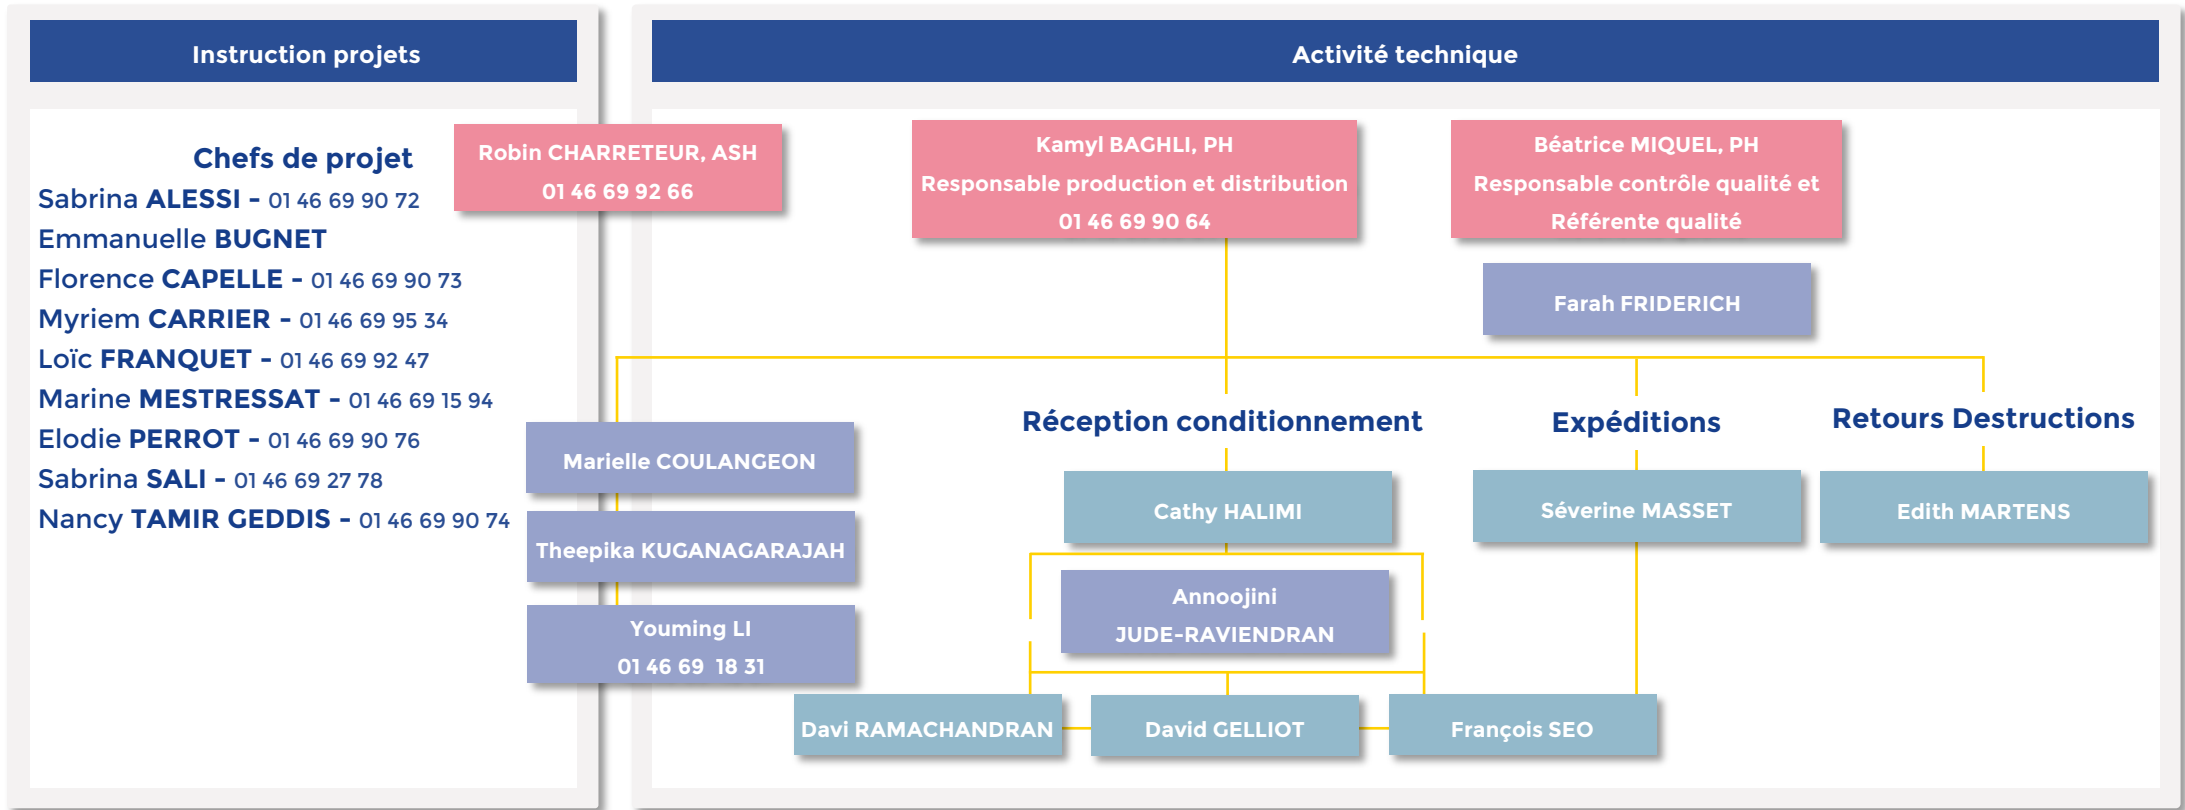 Instruction projets
Chefs de projet
Sabrina ALESSI - 01 46 69 90 72
Emmanuelle BUGNET
Florence CAPELLE - 01 46 69 90 73
Myriem CARRIER - 01 46 69 95 34
Loïc FRANQUET - 01 46 69 92 47
Marine MESTRESSAT - 01 46 69 15 94
Elodie PERROT - 01 46 69 90 76
Sabrina SALI - 01 46 69 27 78
Nancy TAMIR GEDDIS - 01 46 69 90 74
Robin CHARRETEUR, ASH
01 46 69 92 66
Marielle COULANGEON
Theepika KUGANAGARAJAH
Youming LI
01 46 69 18 31
Activité technique
Kamyl BAGHLI, PH
Responsable production et distribution
01 46 69 90 64
Béatrice MIQUEL, PH
Responsable contrôle qualité et
Référente qualité
Farah FRIDERICH
Réception conditionnement
Cathy HALIMI
Annoojini
JUDE-RAVIENDRAN
Davi RAMACHANDRAN
David GELLIOT
François SEO
Expéditions
Séverine MASSET
Retours Destructions
Edith MARTENS